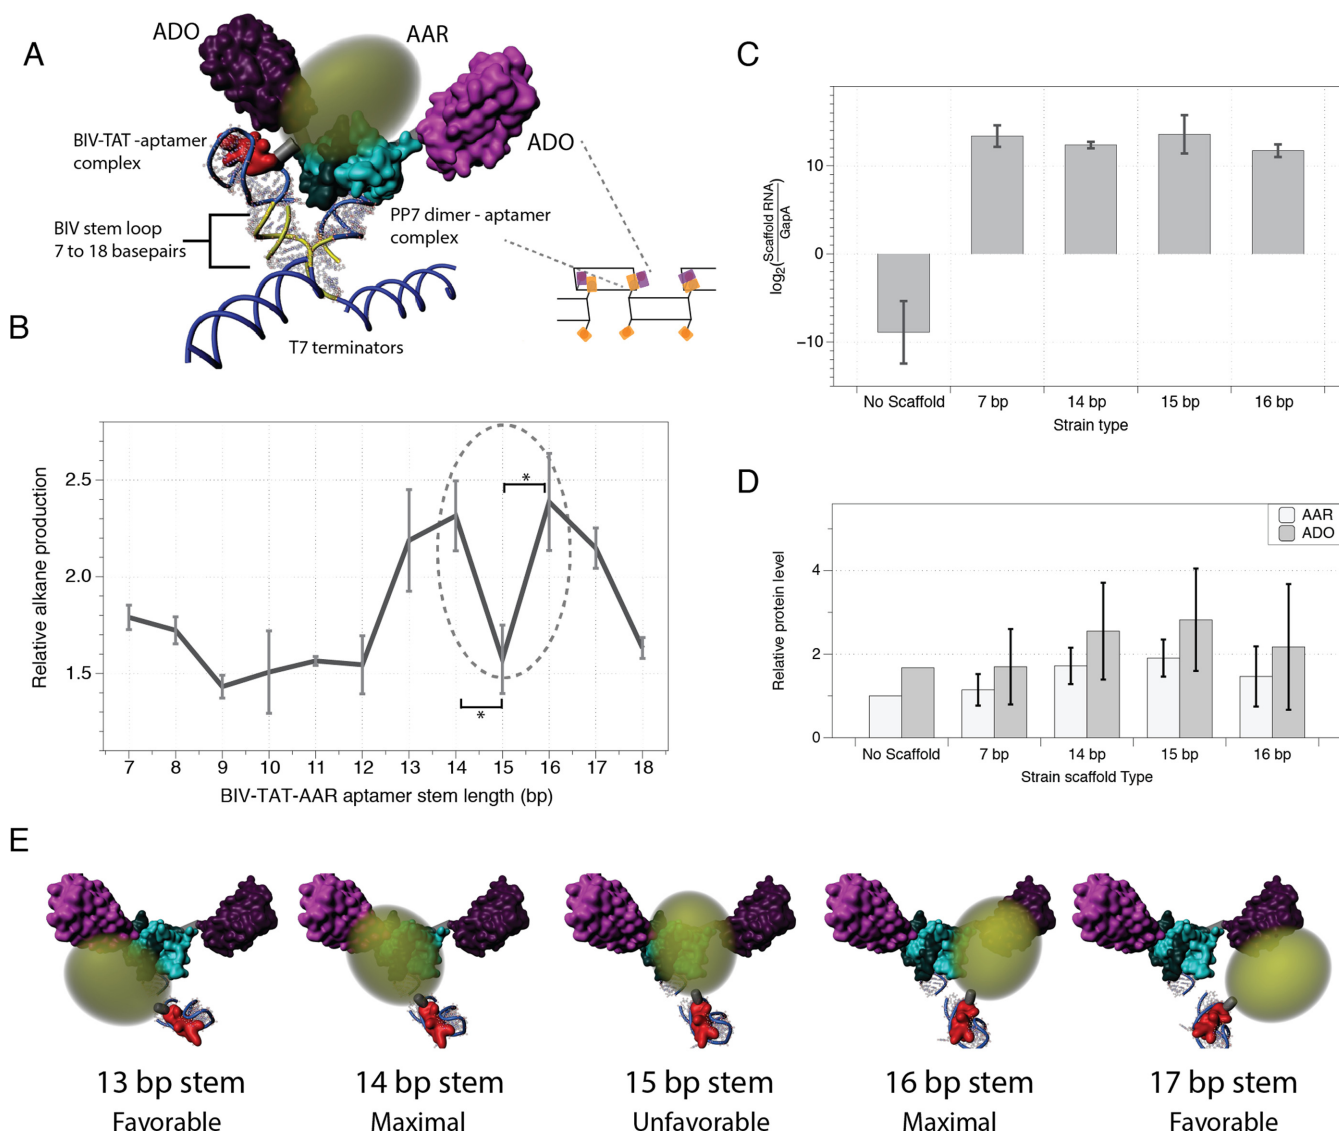 A
ADO
AAR
BIV-TAT -aptamer
complex
ADO
BIV stem loop
7 to 18 basepairs
PP7 dimer - aptamer
complex
T7 terminators
B
Relative alkane production
2.5
2.0
1.5
*
*
7 8 9 10 11 12 13 14 15 16 17 18
BIV-TAT-AAR aptamer stem length (bp)
C
log2(Scaffold RNA
GapA)
10
0
−10
No Scaffold 7 bp 14 bp 15 bp 16 bp
Strain type
D
Relative protein level
AAR
ADO
4
2
0
No Scaffold 7 bp 14 bp 15 bp 16 bp
Strain scaffold Type
E
13 bp stem 14 bp stem 15 bp stem 16 bp stem 17 bp stem
Favorable Maximal Unfavorable Maximal Favorable